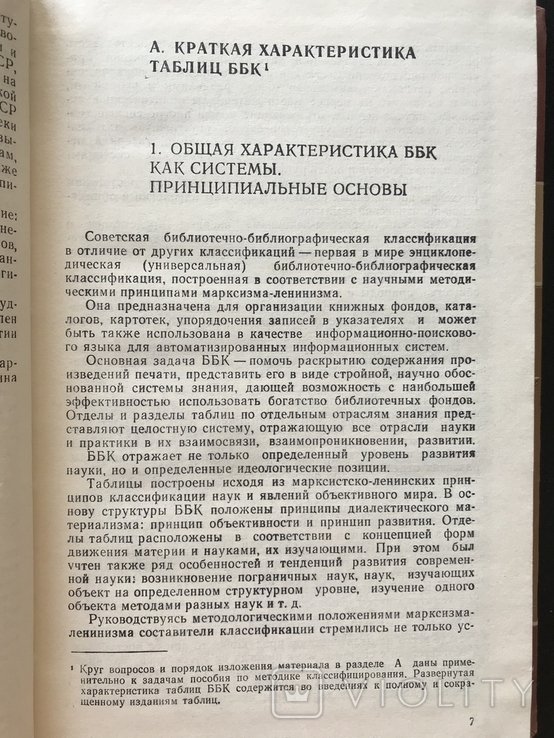 А. КРАТКАЯ ХАРАКТЕРИСТИКА
ТАБЛИЦ ББК¹
1. ОБЩАЯ ХАРАКТЕРИСТИКА ББК
КАК СИСТЕМЫ.
ПРИНЦИПИАЛЬНЫЕ ОСНОВЫ
Советская библиотечно-библиографическая классификация
в отличие от других классификаций — первая в мире энциклопе-
дическая (универсальная) библиотечно-библиографическая
классификация, построенная в соответствии с научными методи-
ческими принципами марксизма-ленинизма.
Она предназначена для организации книжных фондов, ката-
логов, картотек, упорядочения записей в указателях и может
быть также использована в качестве информационно-поисково-
го языка для автоматизированных информационных систем.
Основная задача ББК — помочь раскрытию содержания про-
изведений печати, представить его в виде стройной, научно обос-
нованной системы знания, дающей возможность с наибольшей
эффективностью использовать богатство библиотечных фондов.
Отделы и разделы таблиц по отдельным отраслям знания пред-
ставляют целостную систему, отражающую все отрасли науки
и практики в их взаимосвязи, взаимопроникновении, развитии.
ББК отражает не только определенный уровень развития
науки, но и определенные идеологические позиции.
Таблицы построены исходя из марксистско-ленинских прин-
ципов классификации наук и явлений объективного мира. В ос-
нову структуры ББК положены принципы диалектического ма-
териализма: принцип объективности и принцип развития. Отде-
лы таблиц расположены в соответствии с концепцией форм
движения материи и науками, их изучающими. При этом был
учтен также ряд особенностей и тенденций развития современ-
ной науки: возникновение пограничных наук, наук, изучающих
объект на определенном структурном уровне, изучение одного
объекта методами разных наук и т. д.
Руководствуясь методологическими положениями марксизма-
ленинизма составители классификации стремились не только ус-
¹ Круг вопросов и порядок изложения материала в разделе А даны приме-
нительно к задачам пособия по методике классифицирования. Развернутая
характеристика таблиц ББК содержится во введениях к полному и сокра-
щенному изданиям таблиц.
7
VIOLITY